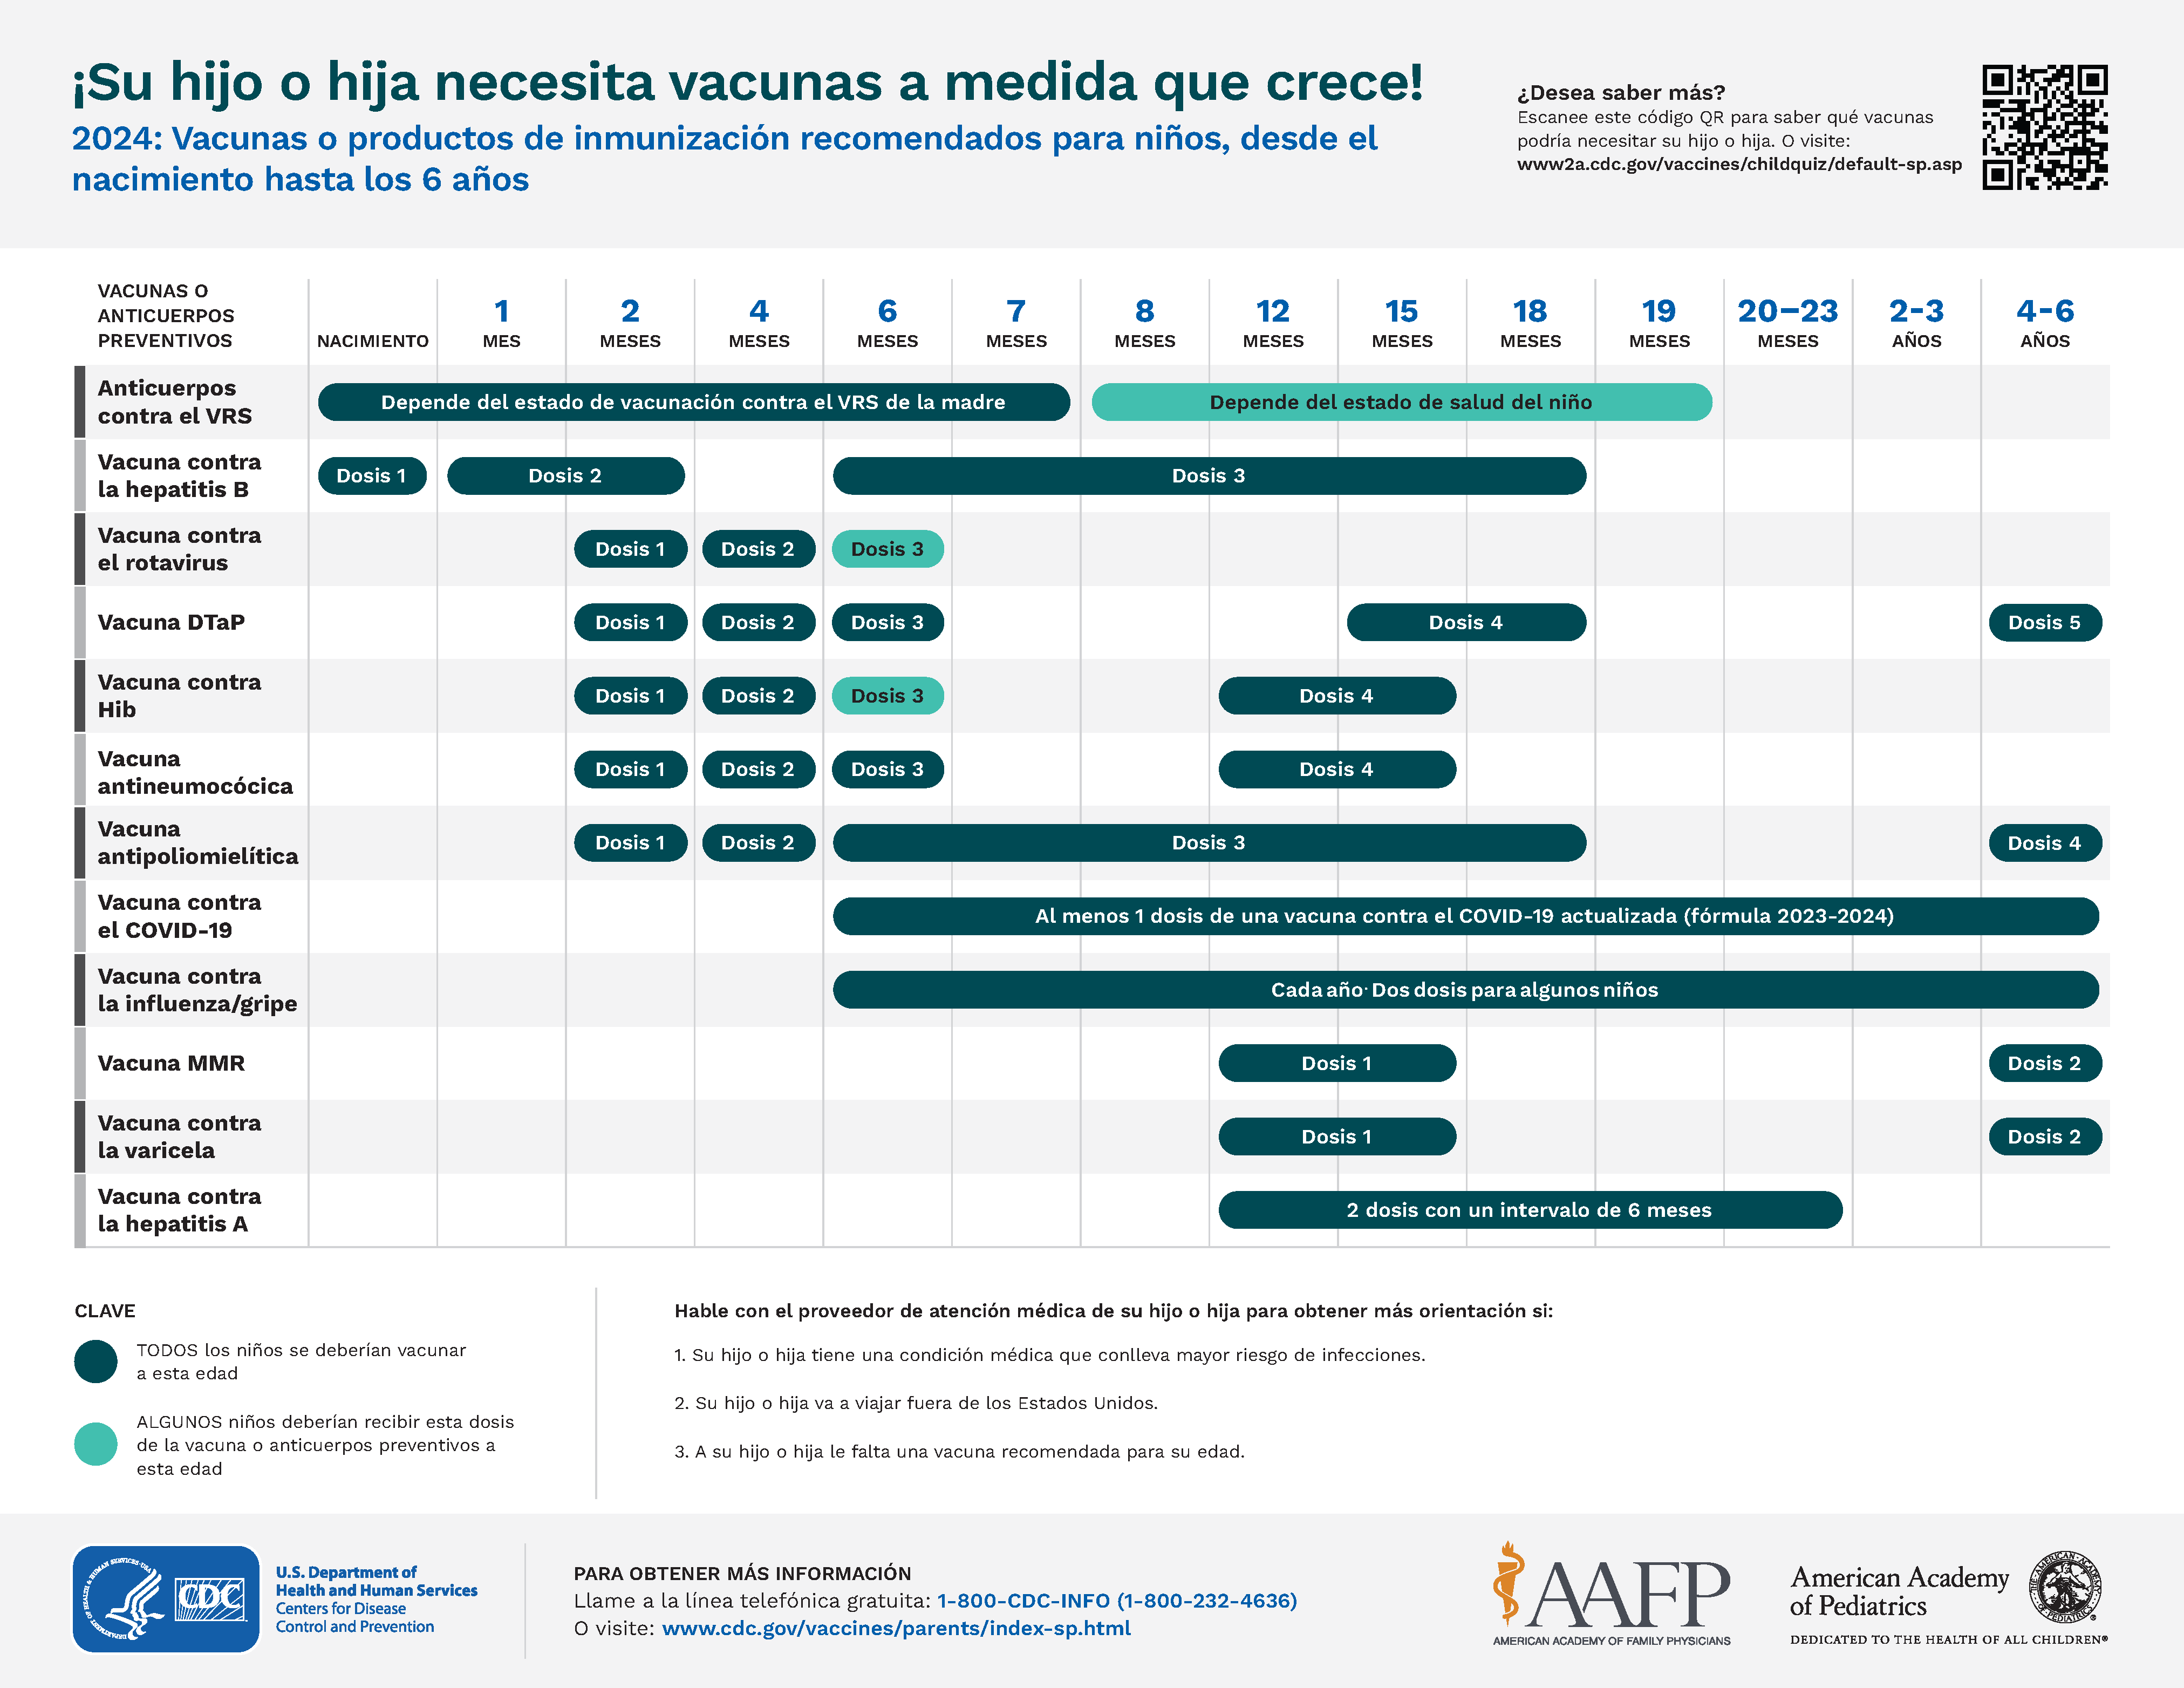 ¡Su hijo o hija necesita vacunas a medida que crece!
2024: Vacunas o productos de inmunización recomendados para niños, desde el
nacimiento hasta los 6 años
¿Desea saber más?
Escanee este código QR para saber qué vacunas
podría necesitar su hijo o hija. O visite:
www2a.cdc.gov/vaccines/childquiz/default-sp.asp
VACUNAS O
ANTICUERPOS
PREVENTIVOS
NACIMIENTO
1
MES
2
MESES
4
MESES
6
MESES
7
MESES
8
MESES
12
MESES
15
MESES
18
MESES
19
MESES
20–23
MESES
2-3
AÑOS
4-6
AÑOS
Anticuerpos
contra el VRS
Depende del estado de vacunación contra el VRS de la madre
Depende del estado de salud del niño
Vacuna contra
la hepatitis B
Dosis 1
Dosis 2
Dosis 3
Vacuna contra
el rotavirus
Dosis 1
Dosis 2
Dosis 3
Vacuna DTaP
Dosis 1
Dosis 2
Dosis 3
Dosis 4
Dosis 5
Vacuna contra
Hib
Dosis 1
Dosis 2
Dosis 3
Dosis 4
Vacuna
antineumocócica
Dosis 1
Dosis 2
Dosis 3
Dosis 4
Vacuna
antipoliomielítica
Dosis 1
Dosis 2
Dosis 3
Dosis 4
Vacuna contra
el COVID-19
Al menos 1 dosis de una vacuna contra el COVID-19 actualizada (fórmula 2023-2024)
Vacuna contra
la influenza/gripe
Cada año· Dos dosis para algunos niños
Vacuna MMR
Dosis 1
Dosis 2
Vacuna contra
la varicela
Dosis 1
Dosis 2
Vacuna contra
la hepatitis A
2 dosis con un intervalo de 6 meses
CLAVE
TODOS los niños se deberían vacunar
a esta edad
ALGUNOS niños deberían recibir esta dosis
de la vacuna o anticuerpos preventivos a
esta edad
Hable con el proveedor de atención médica de su hijo o hija para obtener más orientación si:
1. Su hijo o hija tiene una condición médica que conlleva mayor riesgo de infecciones.
2. Su hijo o hija va a viajar fuera de los Estados Unidos.
3. A su hijo o hija le falta una vacuna recomendada para su edad.
DEPARTMENT OF HEALTH & HUMAN SERVICES·USA
CDC
U.S. Department of
Health and Human Services
Centers for Disease
Control and Prevention
PARA OBTENER MÁS INFORMACIÓN
Llame a la línea telefónica gratuita: 1-800-CDC-INFO (1-800-232-4636)
O visite: www.cdc.gov/vaccines/parents/index-sp.html
AAFP
AMERICAN ACADEMY OF FAMILY PHYSICIANS
American Academy
of Pediatrics
THE·AMERICAN·ACADEMY
OF·PEDIATRICS
DEDICATED TO THE HEALTH OF ALL CHILDREN®